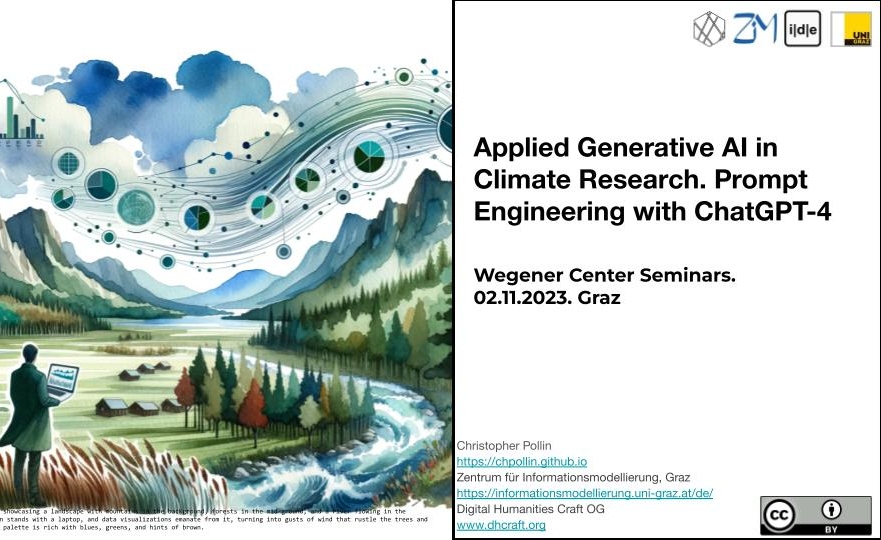 ZIM
i|d|e
UNI
GRAZ
Applied Generative AI in
Climate Research. Prompt
Engineering with ChatGPT-4
Wegener Center Seminars.
02.11.2023. Graz
Christopher Pollin
https://chpollin.github.io
Zentrum für Informationsmodellierung, Graz
https://informationsmodellierung.uni-graz.at/de/
Digital Humanities Craft OG
www.dhcraft.org
cc
BY
showcasing a landscape with mountains in the background, forests in the mid-ground, and a river flowing in the
n stands with a laptop, and data visualizations emanate from it, turning into gusts of wind that rustle the trees and
palette is rich with blues, greens, and hints of brown.